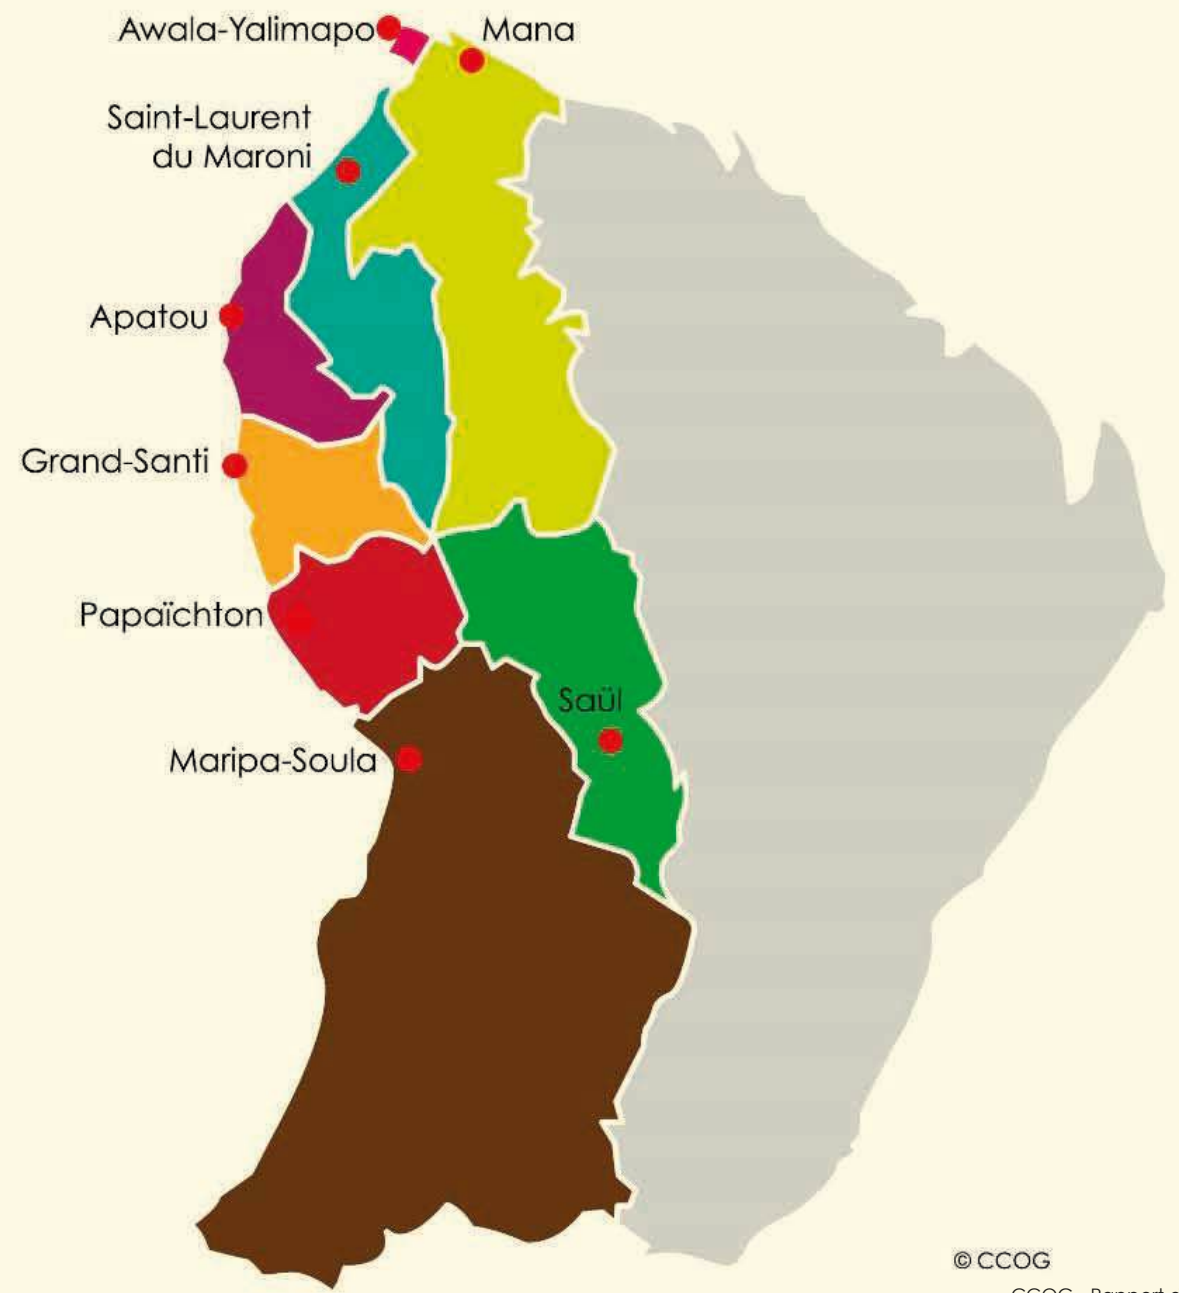 Awala-Yalimapo
Mana
Saint-Laurent
du Maroni
Apatou
Grand-Santi
Papaïchton
Saül
Maripa-Soula
© CCOG